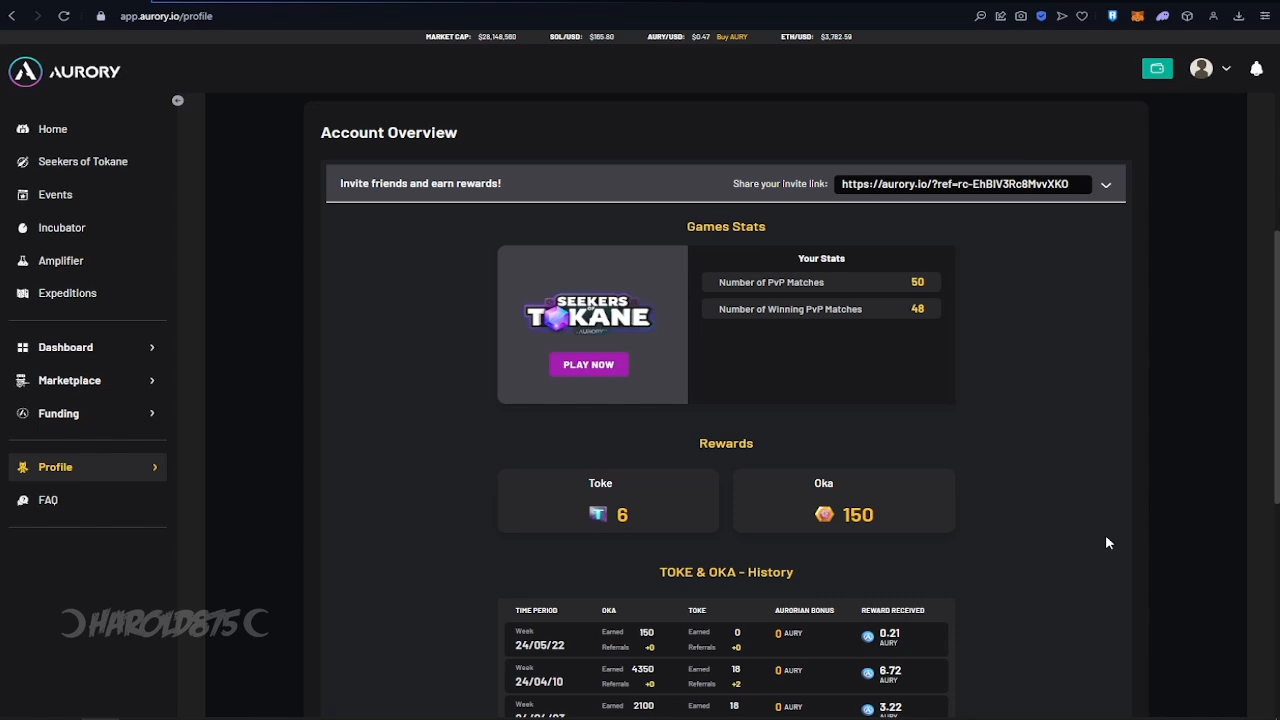 app.aurory.io/profile
MARKET CAP: $28,148,560 SOL/USD: $165.80 AURY/USD: $0.47 Buy AURY ETH/USD: $3,782.59
AURORY
Home
Seekers of Tokane
Events
Incubator
Amplifier
Expeditions
Dashboard
Marketplace
Funding
Profile
FAQ
Account Overview
Invite friends and earn rewards! Share your invite link: https://aurory.io/?ref=rc-EhBIV3Rc8MvvXKO
Games Stats
SEEKERS
OF
TOKANE
AURORY
PLAY NOW
Your Stats
Number of PvP Matches 50
Number of Winning PvP Matches 48
Rewards
Toke Oka
6 150
TOKE & OKA - History
TIME PERIOD OKA TOKE AURORIAN BONUS REWARD RECEIVED
Week Earned 150 Earned 0 0 AURY 0.21
24/05/22 Referrals +0 Referrals +0 AURY
Week Earned 4350 Earned 18 0 AURY 6.72
24/04/10 Referrals +0 Referrals +2 AURY
Week Earned 2100 Earned 18 0 AURY 3.22
HAROLD875